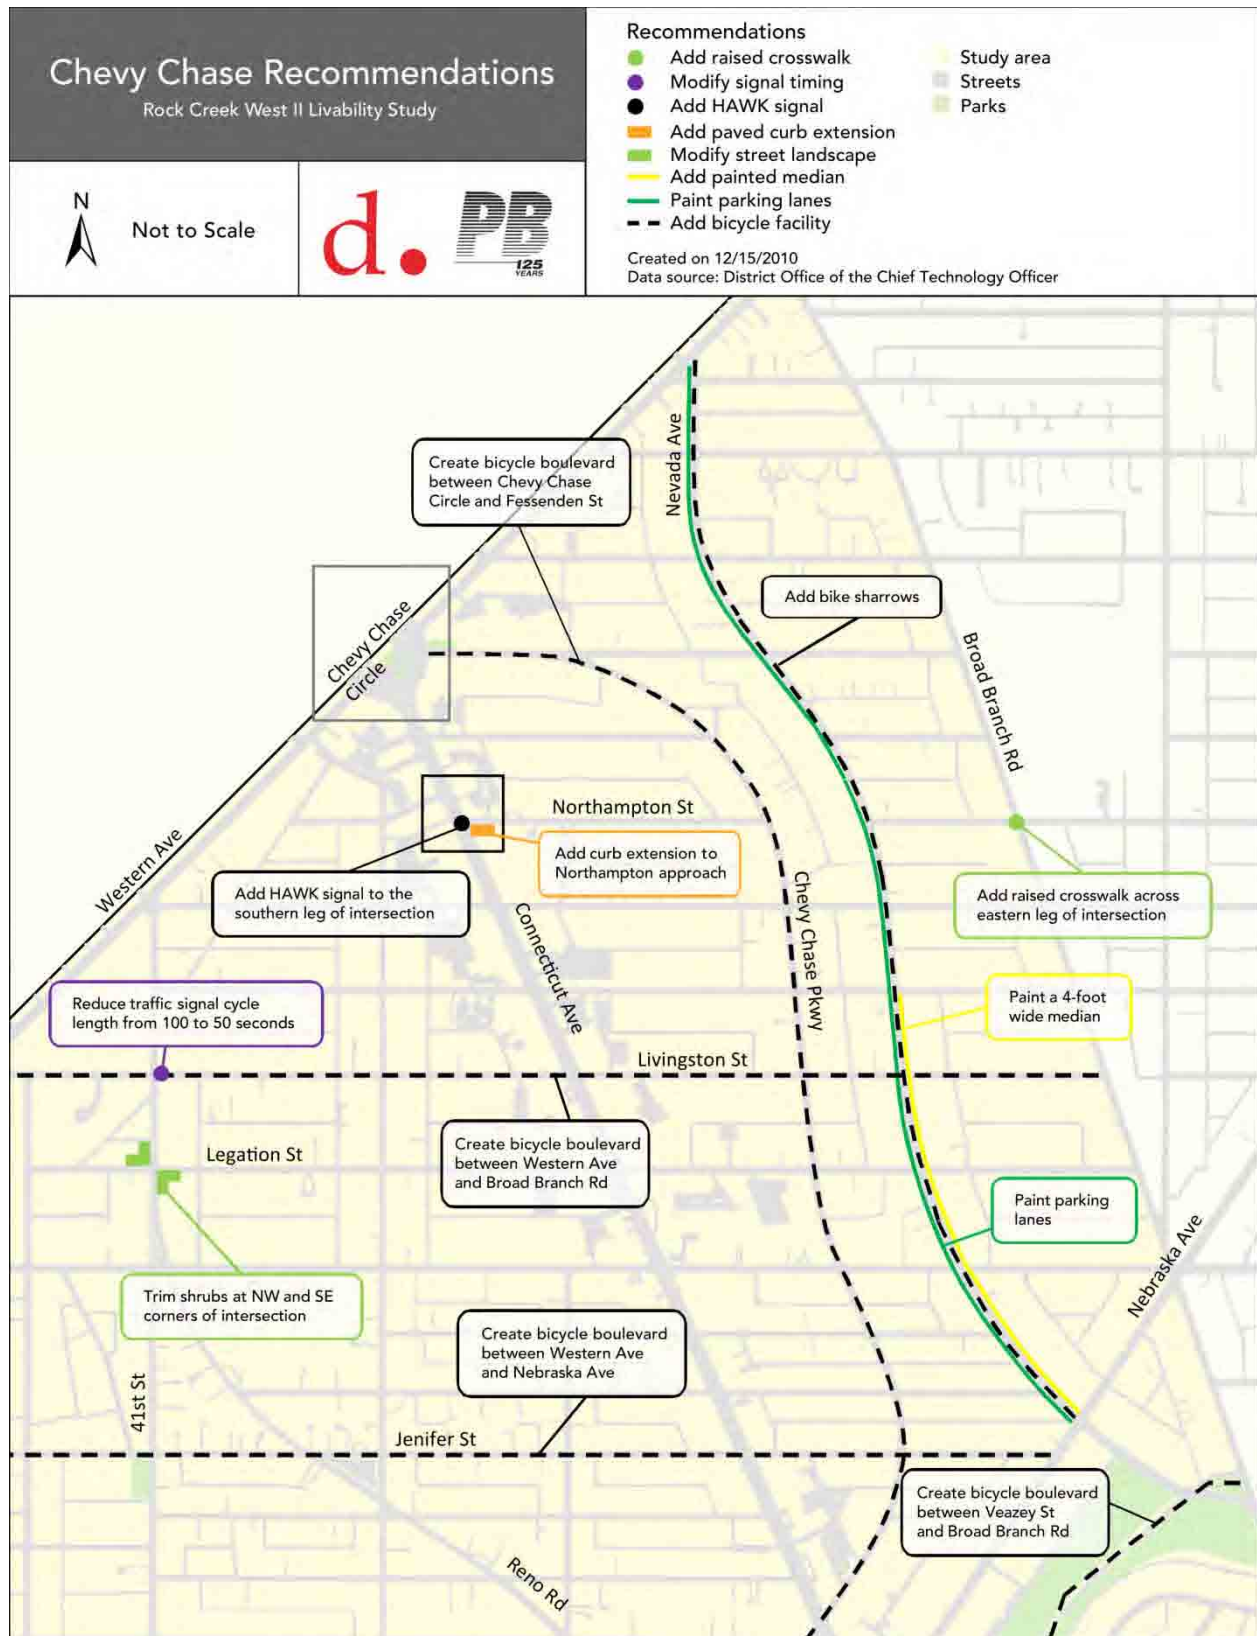 Chevy Chase Recommendations
Rock Creek West II Livability Study
N
Not to Scale
d.
PB
125
YEARS
Recommendations
Add raised crosswalk
Modify signal timing
Add HAWK signal
Add paved curb extension
Modify street landscape
Add painted median
Paint parking lanes
Add bicycle facility
Study area
Streets
Parks
Created on 12/15/2010
Data source: District Office of the Chief Technology Officer
Create bicycle boulevard
between Chevy Chase
Circle and Fessenden St
Nevada Ave
Add bike sharrows
Chevy Chase
Circle
Broad Branch Rd
Western Ave
Northampton St
Add curb extension to
Northampton approach
Add HAWK signal to the
southern leg of intersection
Connecticut Ave
Chevy Chase Pkwy
Add raised crosswalk across
eastern leg of intersection
Reduce traffic signal cycle
length from 100 to 50 seconds
Paint a 4-foot
wide median
Livingston St
Legation St
Create bicycle boulevard
between Western Ave
and Broad Branch Rd
Paint parking
lanes
Nebraska Ave
Trim shrubs at NW and SE
corners of intersection
Create bicycle boulevard
between Western Ave
and Nebraska Ave
41st St
Jenifer St
Create bicycle boulevard
between Veazey St
and Broad Branch Rd
Reno Rd